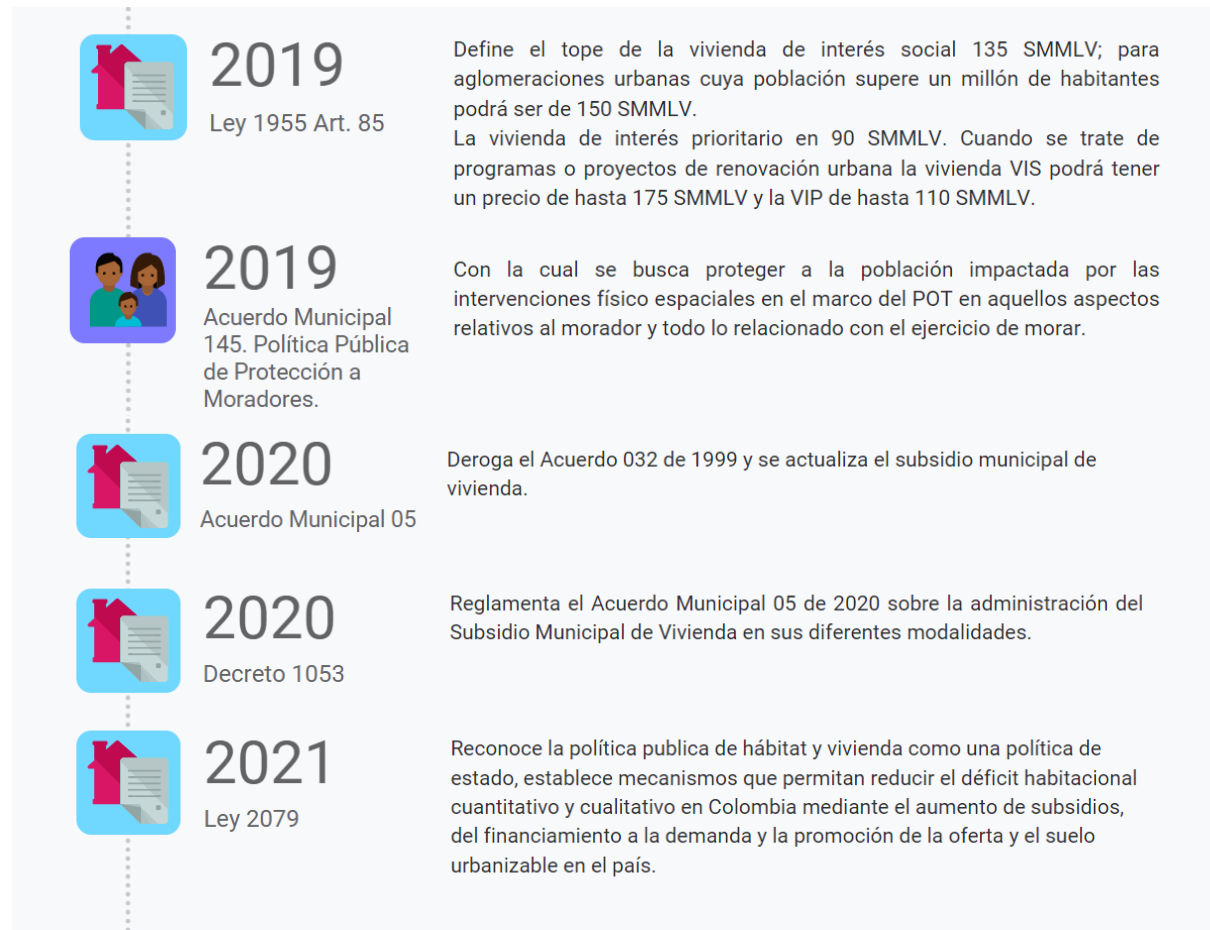 2019
Ley 1955 Art. 85
Define el tope de la vivienda de interés social 135 SMMLV; para
aglomeraciones urbanas cuya población supere un millón de habitantes
podrá ser de 150 SMMLV.
La vivienda de interés prioritario en 90 SMMLV. Cuando se trate de
programas o proyectos de renovación urbana la vivienda VIS podrá tener
un precio de hasta 175 SMMLV y la VIP de hasta 110 SMMLV.
2019
Acuerdo Municipal
145. Política Pública
de Protección a
Moradores.
Con la cual se busca proteger a la población impactada por las
intervenciones físico espaciales en el marco del POT en aquellos aspectos
relativos al morador y todo lo relacionado con el ejercicio de morar.
2020
Acuerdo Municipal 05
Deroga el Acuerdo 032 de 1999 y se actualiza el subsidio municipal de
vivienda.
2020
Decreto 1053
Reglamenta el Acuerdo Municipal 05 de 2020 sobre la administración del
Subsidio Municipal de Vivienda en sus diferentes modalidades.
2021
Ley 2079
Reconoce la política publica de hábitat y vivienda como una política de
estado, establece mecanismos que permitan reducir el déficit habitacional
cuantitativo y cualitativo en Colombia mediante el aumento de subsidios,
del financiamiento a la demanda y la promoción de la oferta y el suelo
urbanizable en el país.